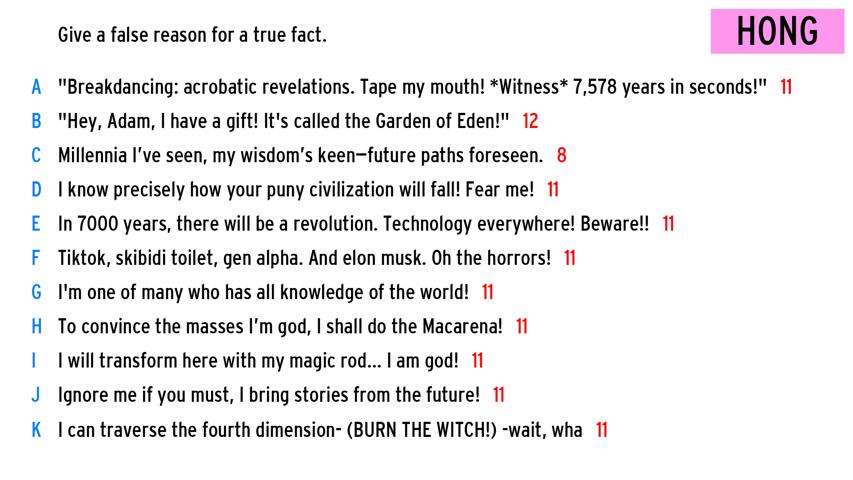 Give a false reason for a true fact.
HONG
A "Breakdancing: acrobatic revelations. Tape my mouth! *Witness* 7,578 years in seconds!" 11
B "Hey, Adam, I have a gift! It's called the Garden of Eden!" 12
C Millennia I've seen, my wisdom's keen—future paths foreseen. 8
D I know precisely how your puny civilization will fall! Fear me! 11
E In 7000 years, there will be a revolution. Technology everywhere! Beware!! 11
F Tiktok, skibidi toilet, gen alpha. And elon musk. Oh the horrors! 11
G I'm one of many who has all knowledge of the world! 11
H To convince the masses I'm god, I shall do the Macarena! 11
I I will transform here with my magic rod... I am god! 11
J Ignore me if you must, I bring stories from the future! 11
K I can traverse the fourth dimension- (BURN THE WITCH!) -wait, wha 11